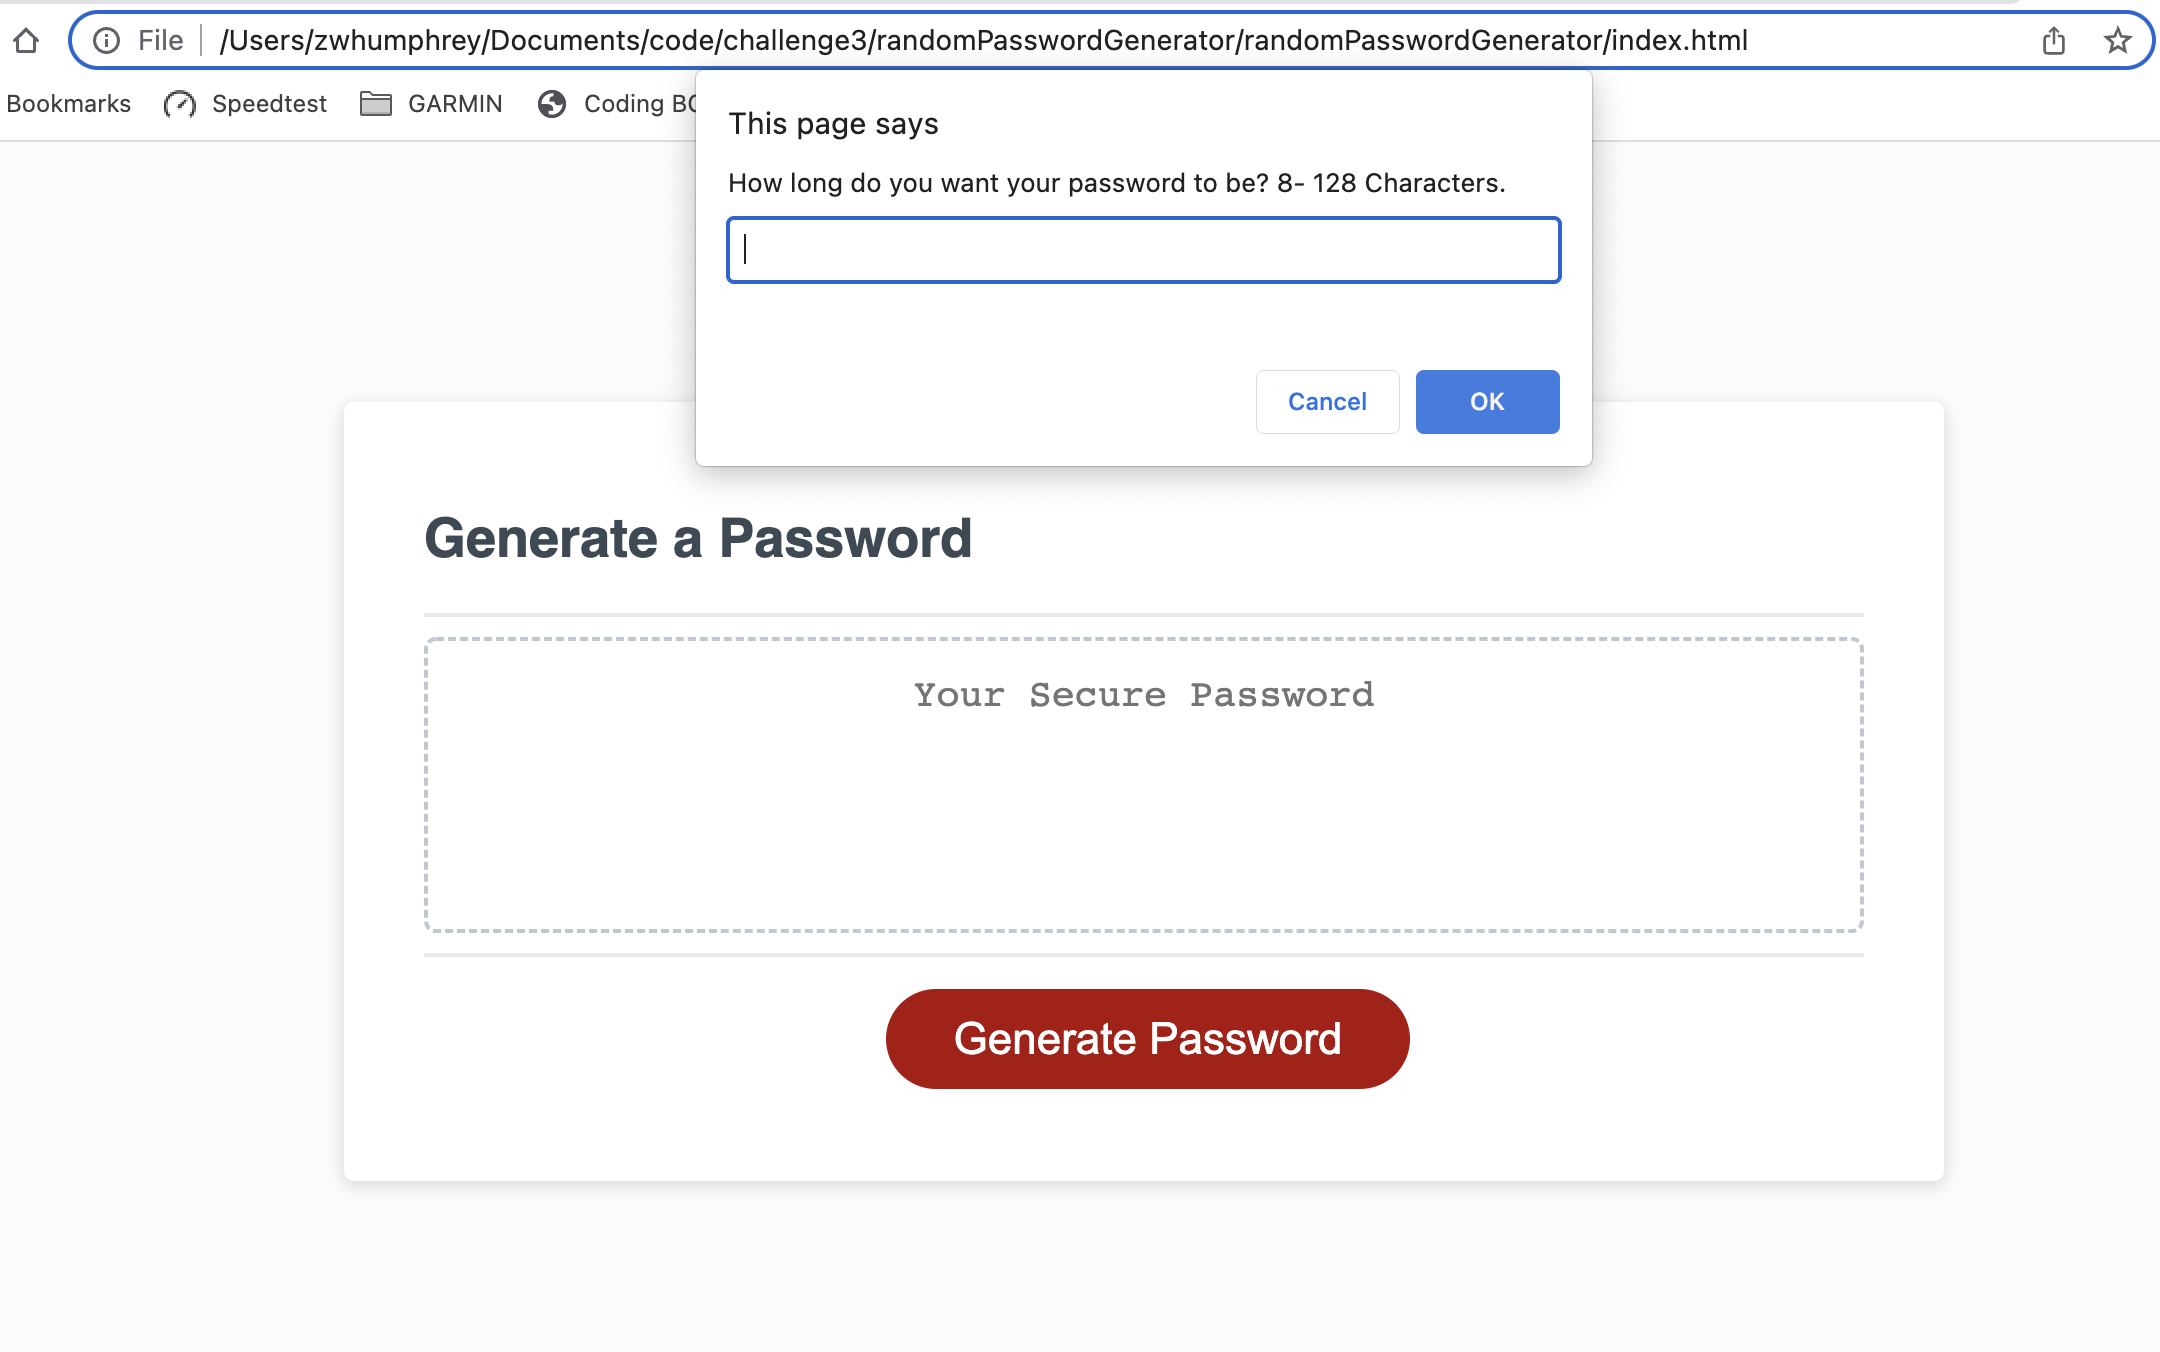 File /Users/zwhumphrey/Documents/code/challenge3/randomPasswordGenerator/randomPasswordGenerator/index.html
Bookmarks Speedtest GARMIN Coding
This page says
How long do you want your password to be? 8- 128 Characters.
Cancel OK
Generate a Password
Your Secure Password
Generate Password